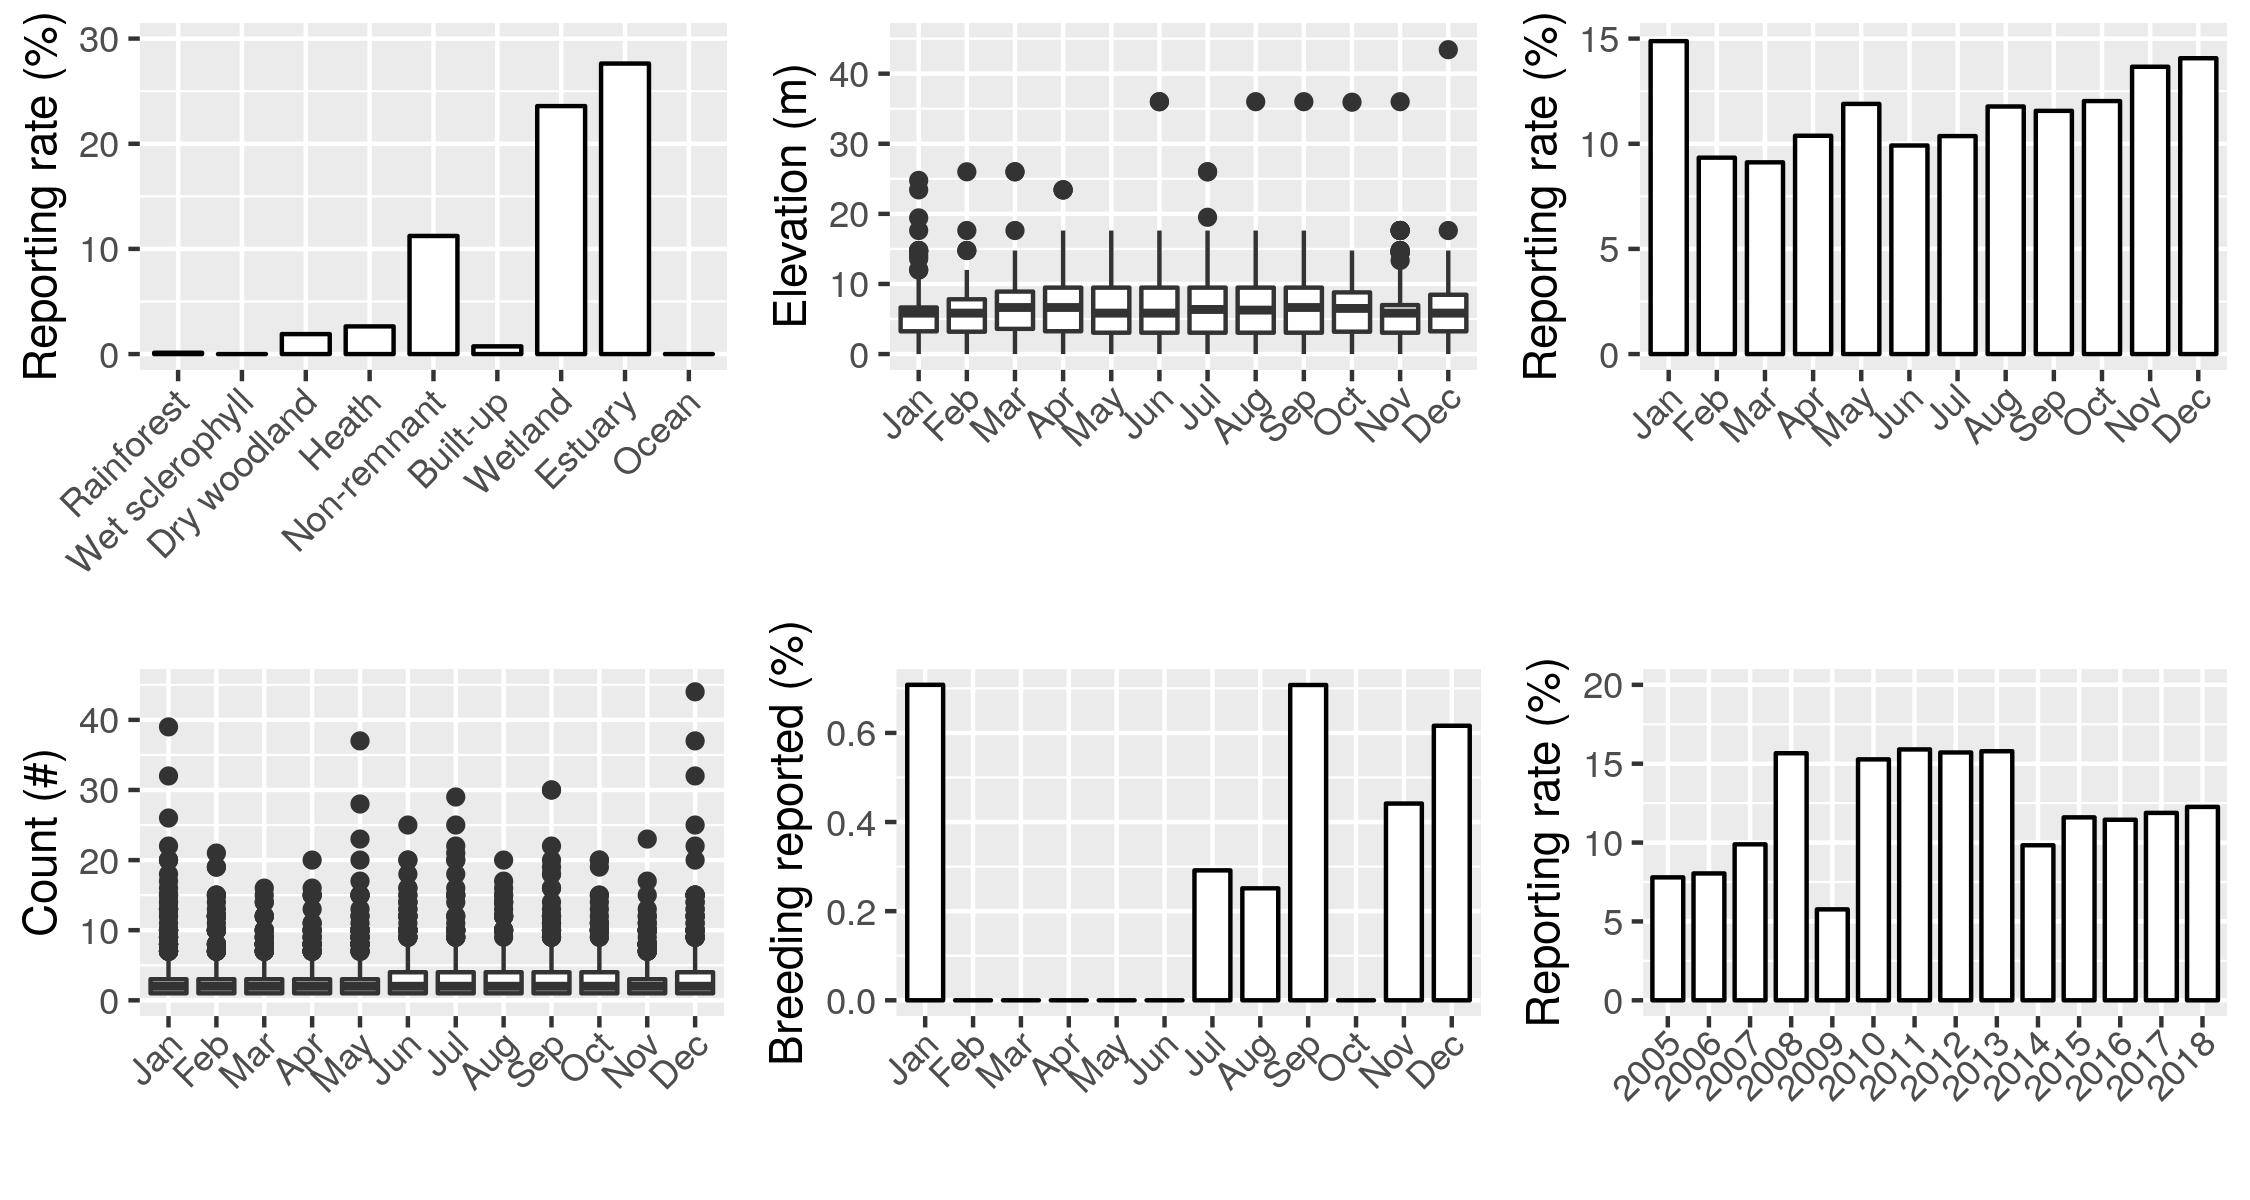 Reporting rate (%)
30
20
10
0
Rainforest
Wet sclerophyll
Dry woodland
Heath
Non-remnant
Built-up
Wetland
Estuary
Ocean
Elevation (m)
40
30
20
10
0
Jan
Feb
Mar
Apr
May
Jun
Jul
Aug
Sep
Oct
Nov
Dec
Reporting rate (%)
15
10
5
0
Jan
Feb
Mar
Apr
May
Jun
Jul
Aug
Sep
Oct
Nov
Dec
Count (#)
40
30
20
10
0
Jan
Feb
Mar
Apr
May
Jun
Jul
Aug
Sep
Oct
Nov
Dec
Breeding reported (%)
0.6
0.4
0.2
0.0
Jan
Feb
Mar
Apr
May
Jun
Jul
Aug
Sep
Oct
Nov
Dec
Reporting rate (%)
20
15
10
5
0
2005
2006
2007
2008
2009
2010
2011
2012
2013
2014
2015
2016
2017
2018